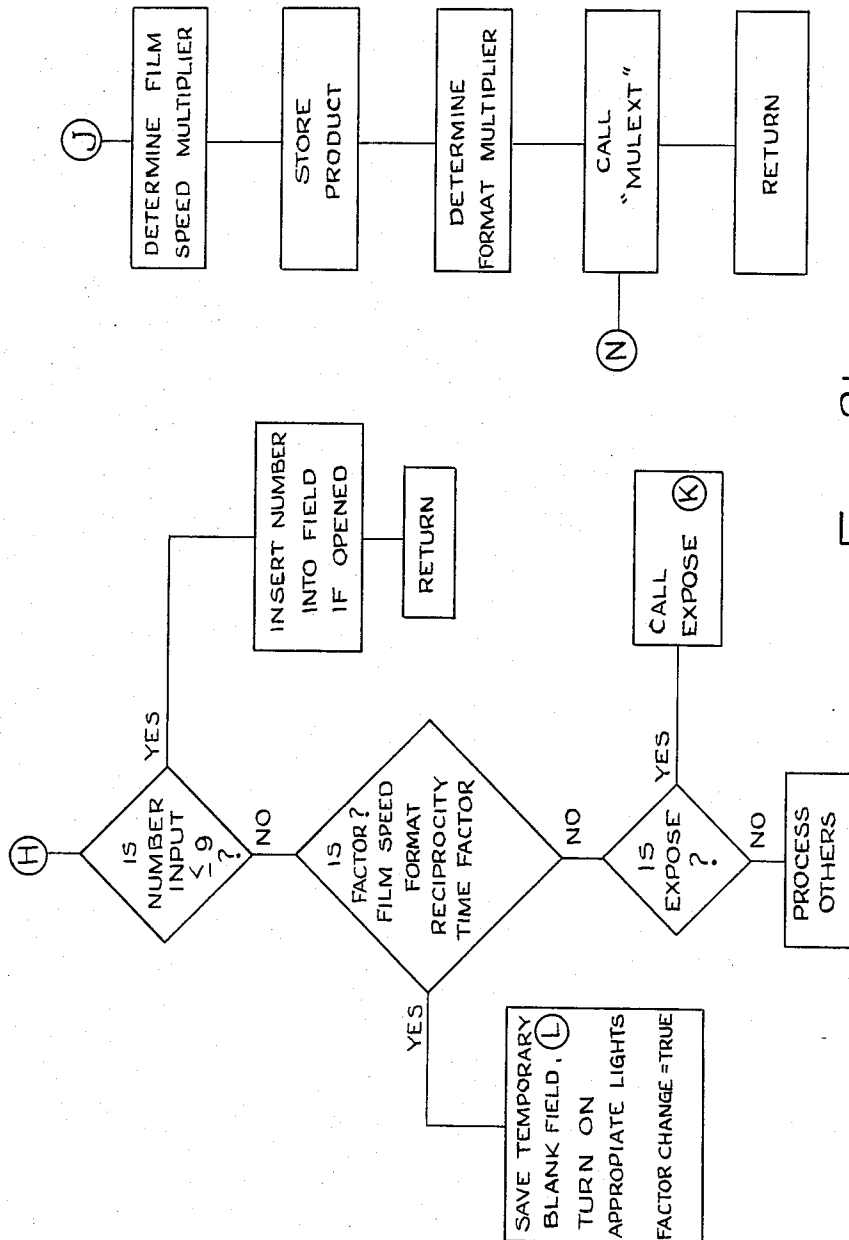 H
IS
NUMBER
INPUT
≤9
?
YES
NO
INSERT NUMBER
INTO FIELD
IF OPENED
RETURN
IS
FACTOR?
FILM SPEED
FORMAT
RECIPROCITY
TIME FACTOR
YES
NO
SAVE TEMPORARY
BLANK FIELD, L
TURN ON
APPROPIATE LIGHTS
FACTOR CHANGE=TRUE
IS
EXPOSE
?
YES
NO
CALL
EXPOSE K
PROCESS
OTHERS
J
DETERMINE FILM
SPEED MULTIPLIER
STORE
PRODUCT
DETERMINE
FORMAT MULTIPLIER
N
CALL
"MULEXT"
RETURN